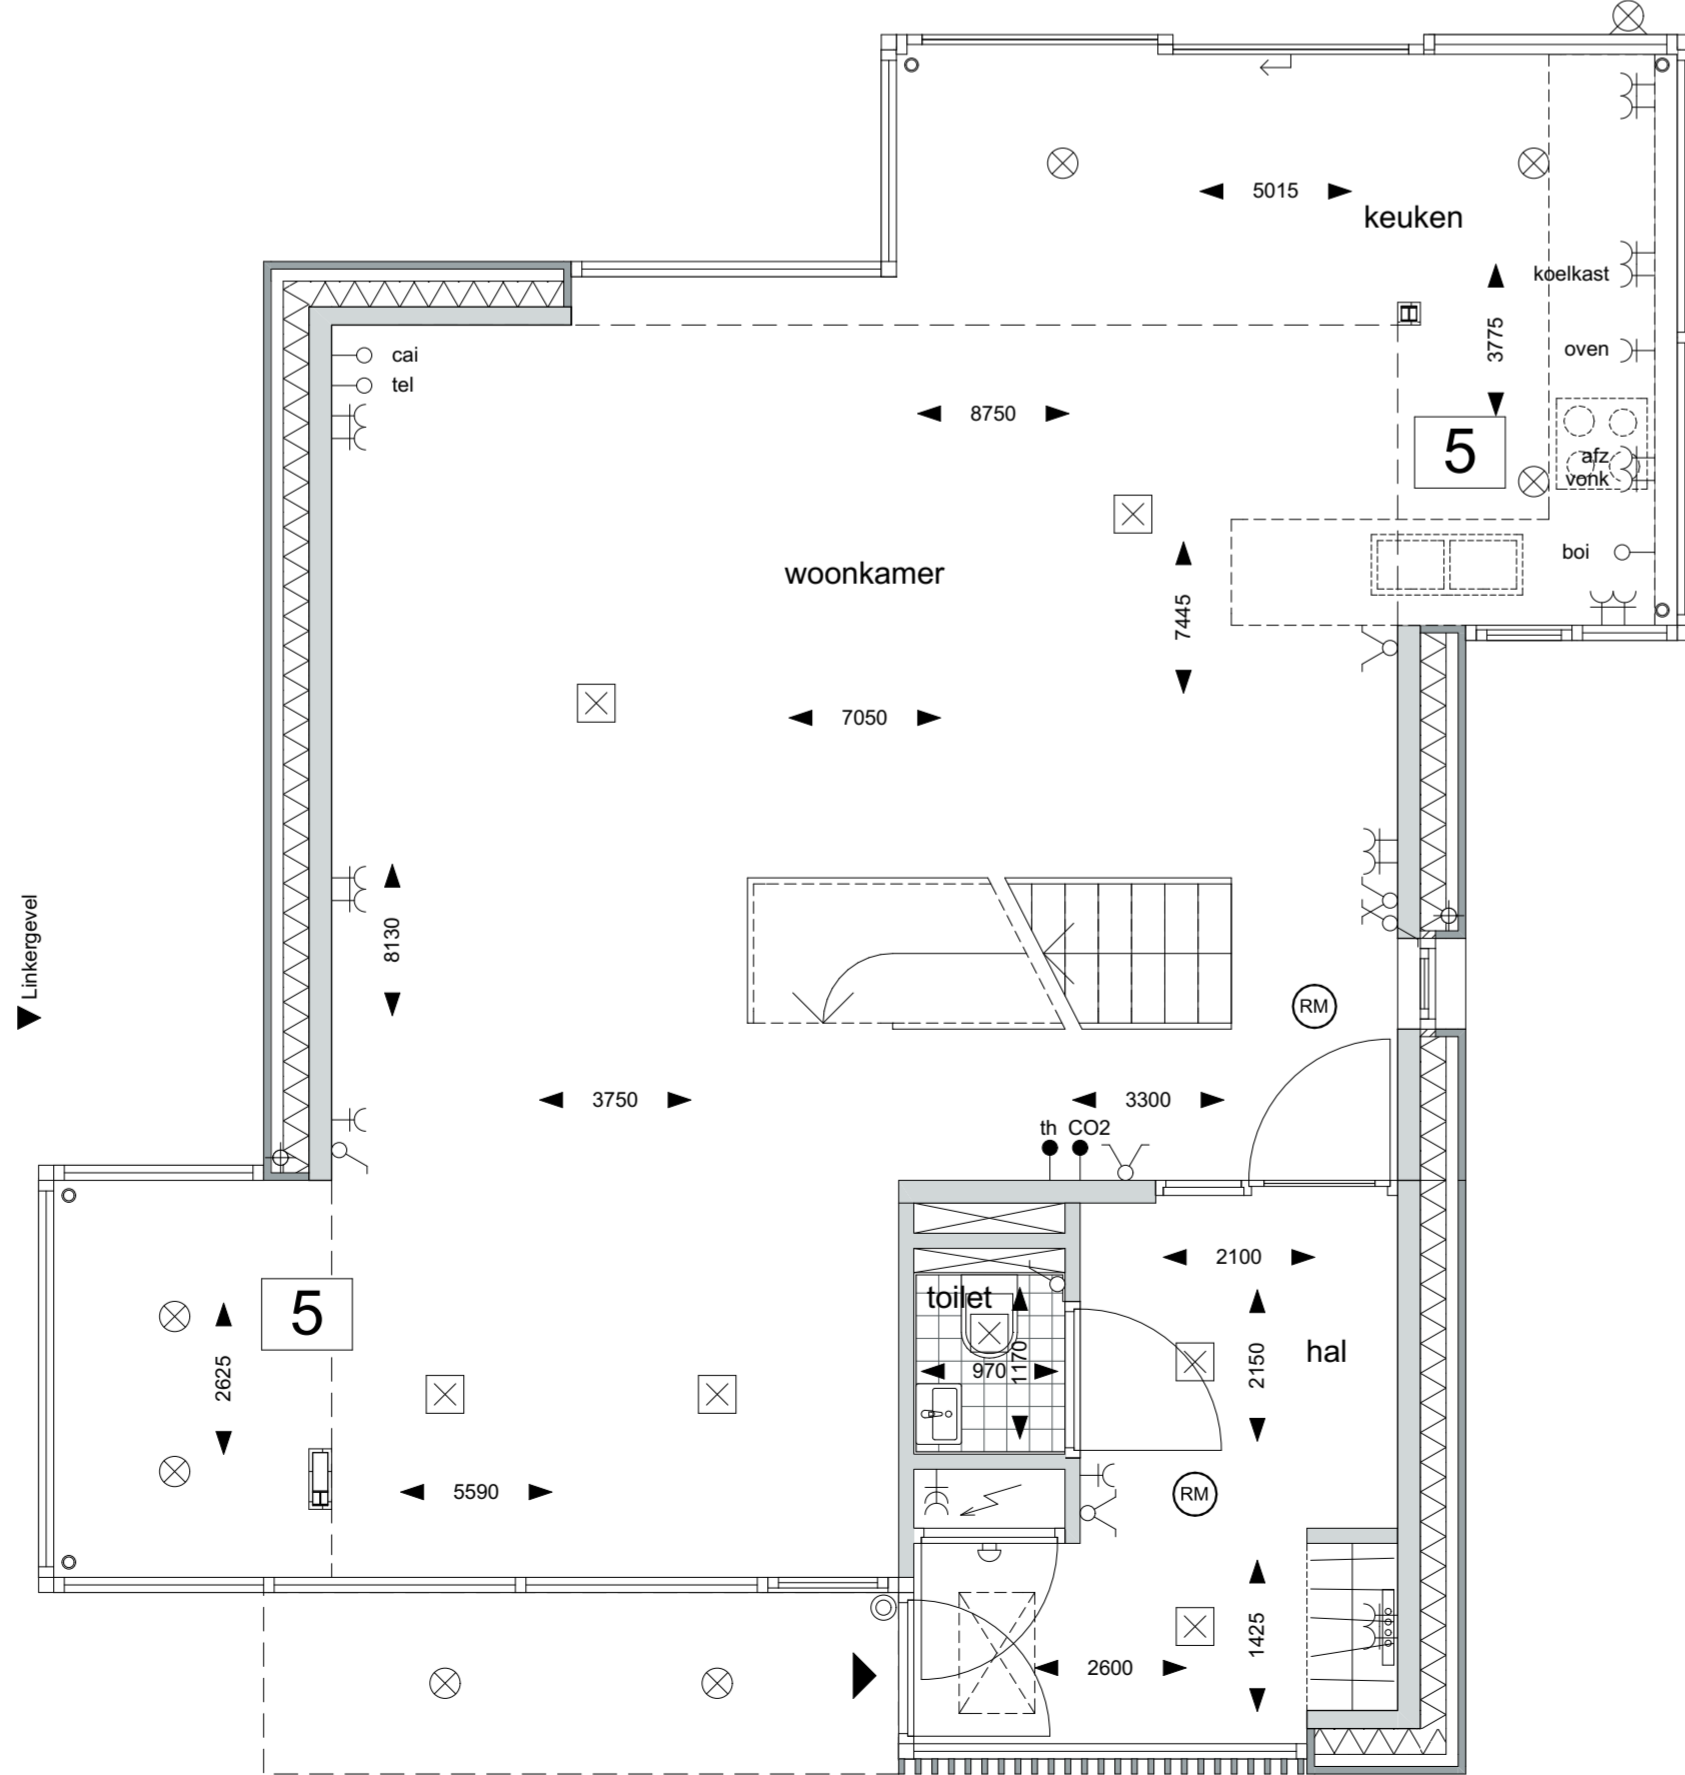 5015
keuken
koelkast
3775
oven
cai
tel
8750
5
afz
vonk
boi
woonkamer
7445
7050
Linkergevel
8130
RM
3750
3300
th CO2
2100
toilet
5
2625
970
1170
2150
hal
5590
RM
1425
2600